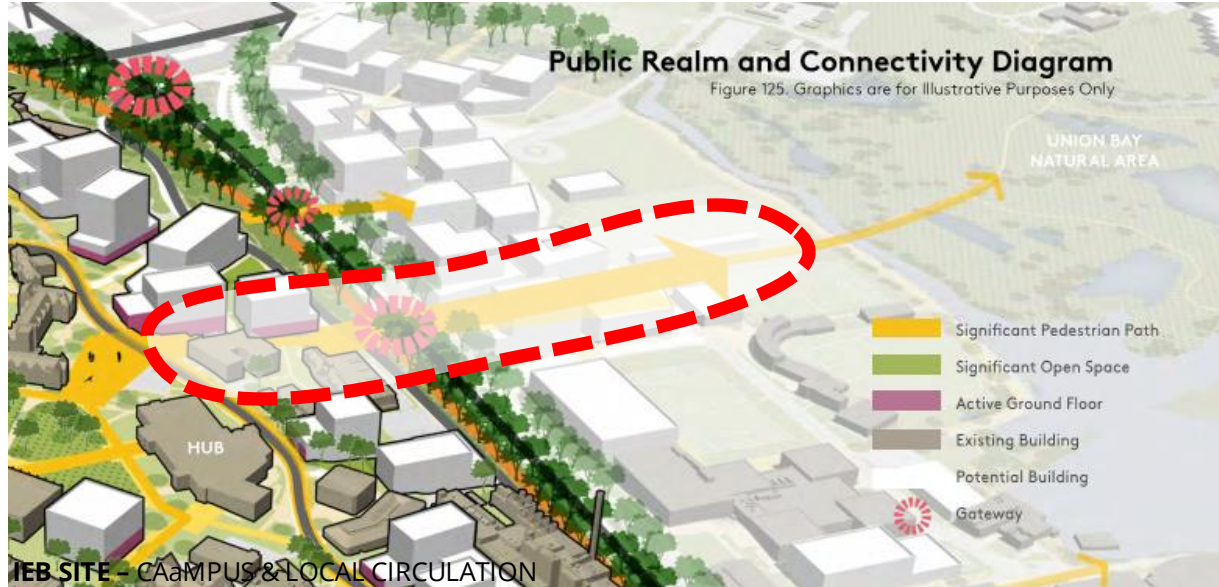 Public Realm and Connectivity Diagram
Figure 125. Graphics are for Illustrative Purposes Only
UNION BAY
NATURAL AREA
Significant Pedestrian Path
Significant Open Space
Active Ground Floor
Existing Building
Potential Building
Gateway
HUB
IEB SITE – CAaMPUS & LOCAL CIRCULATION